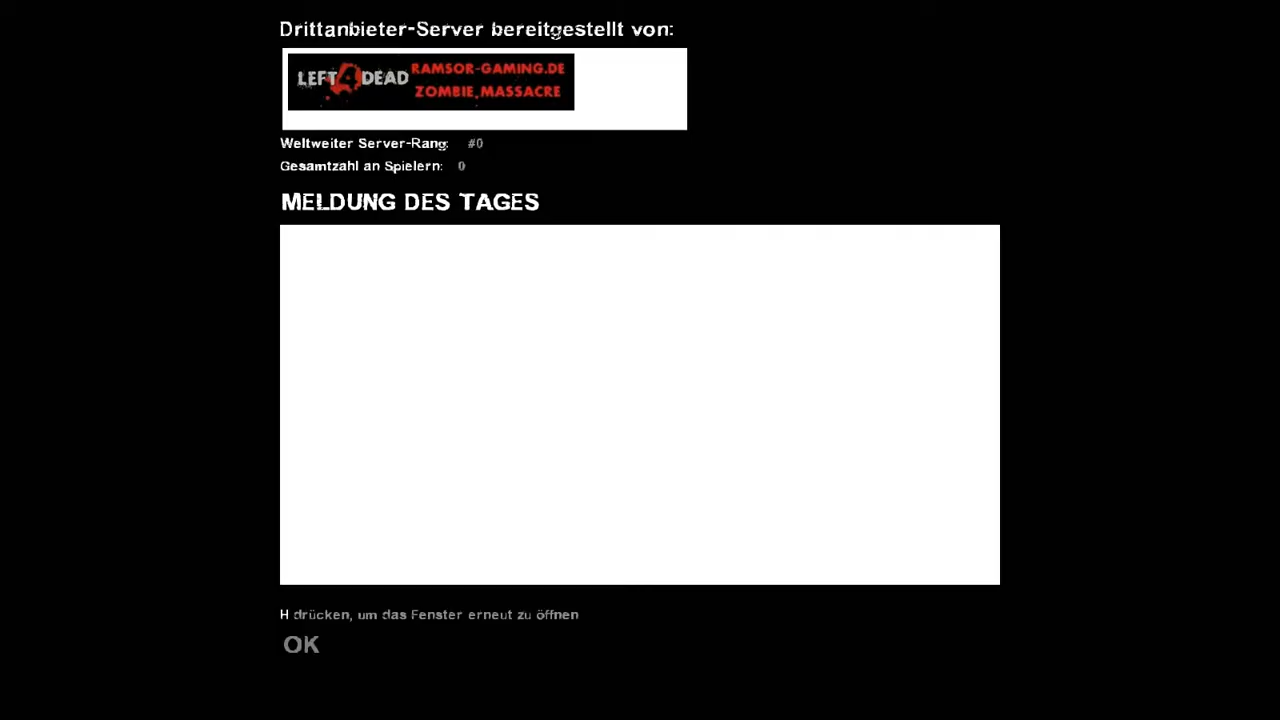 Drittanbieter-Server bereitgestellt von:
LEFT 4 DEAD RAMSOR-GAMING.DE
ZOMBIE MASSACRE
Weltweiter Server-Rang: #0
Gesamtzahl an Spielern: 0
MELDUNG DES TAGES
H drücken, um das Fenster erneut zu öffnen
OK